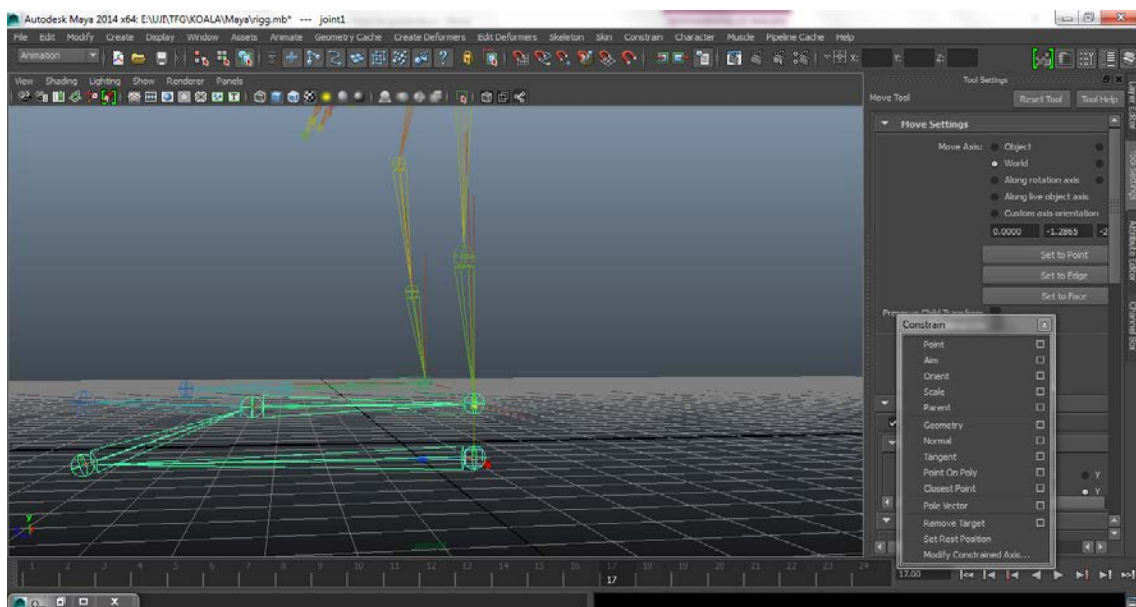 Autodesk Maya 2014 x64: E:\UJI\TFG\KOALA\Maya\rigg.mb* --- joint1
File Edit Modify Create Display Window Assets Animate Geometry Cache Create Deformers Edit Deformers Skeleton Skin Constrain Character Muscle Pipeline Cache Help
Animation X: Y: Z:
View Shading Lighting Show Renderer Panels
Tool Settings
Move Tool Reset Tool Tool Help
Move Settings
Move Axis: Object
World
Along rotation axis
Along live object axis
Custom axis orientation
0.0000 -1.2865 -2
Set to Point
Set to Edge
Set to Face
Constrain
Point
Aim
Orient
Scale
Parent
Geometry
Normal
Tangent
Point On Poly
Closest Point
Pole Vector
Remove Target
Set Rest Position
Modify Constrained Axis...
Y
Y
Layer Editor
Tool Settings
Attribute Editor
Channel Box
y
1 2 3 4 5 6 7 8 9 10 11 12 13 14 15 16 17 18 19 20 21 22 23 24
17
17.00